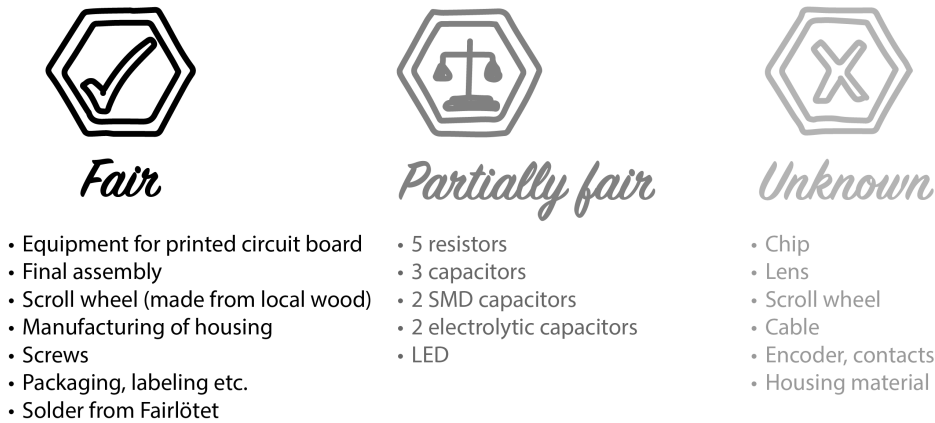 Fair
• Equipment for printed circuit board
• Final assembly
• Scroll wheel (made from local wood)
• Manufacturing of housing
• Screws
• Packaging, labeling etc.
• Solder from Fairlötet
Partially fair
• 5 resistors
• 3 capacitors
• 2 SMD capacitors
• 2 electrolytic capacitors
• LED
Unknown
• Chip
• Lens
• Scroll wheel
• Cable
• Encoder, contacts
• Housing material